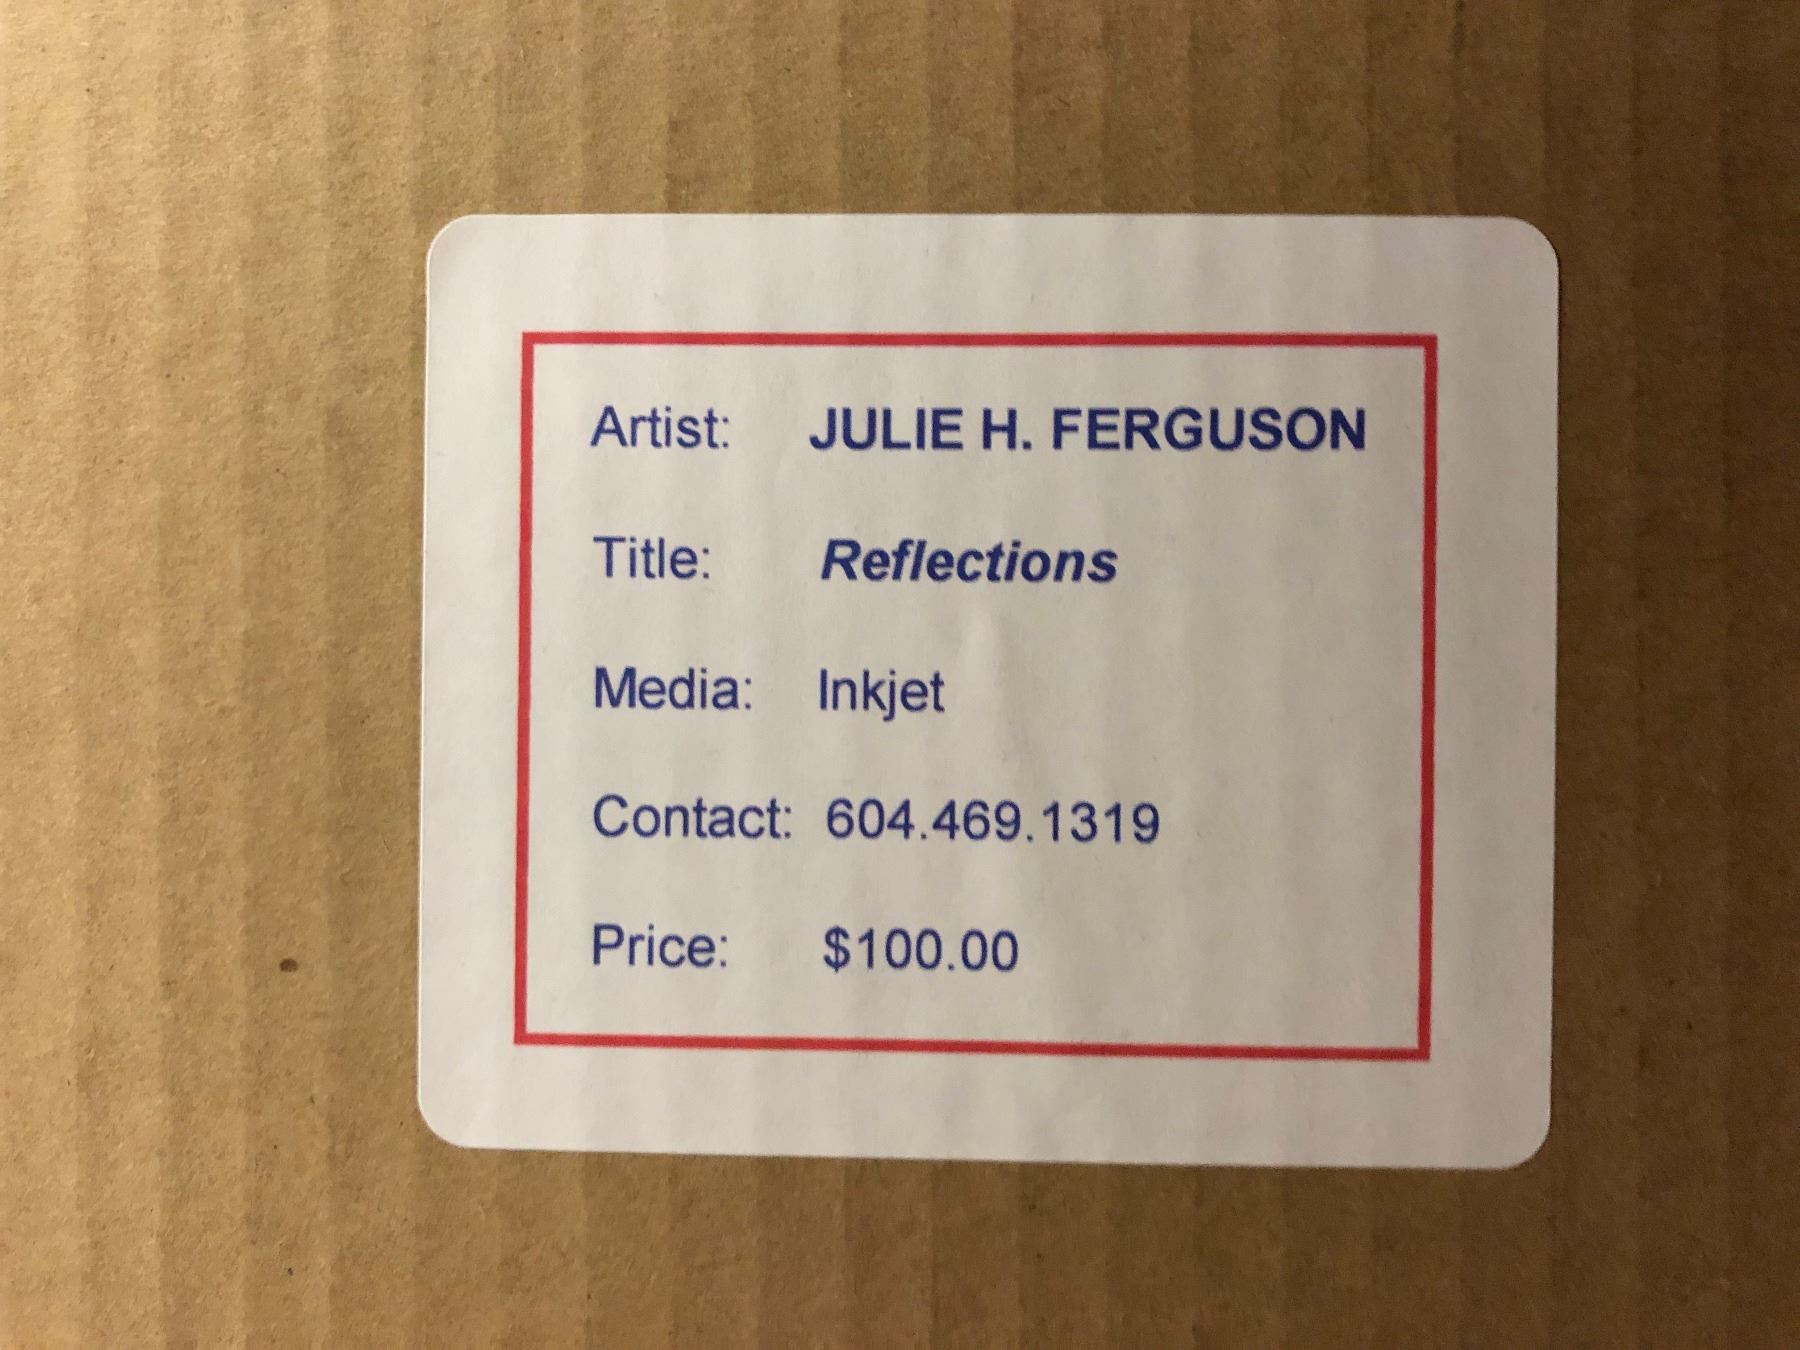 Artist: JULIE H. FERGUSON
Title: Reflections
Media: Inkjet
Contact: 604.469.1319
Price: $100.00